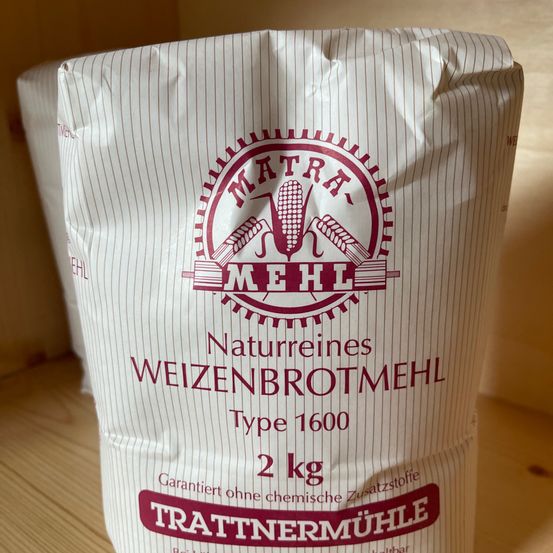 MATRA-
MEHL
Naturreines
WEIZENBROTMEHL
Type 1600
2 kg
Garantiert ohne chemische Zusatzstoffe
TRATTNERMÜHLE